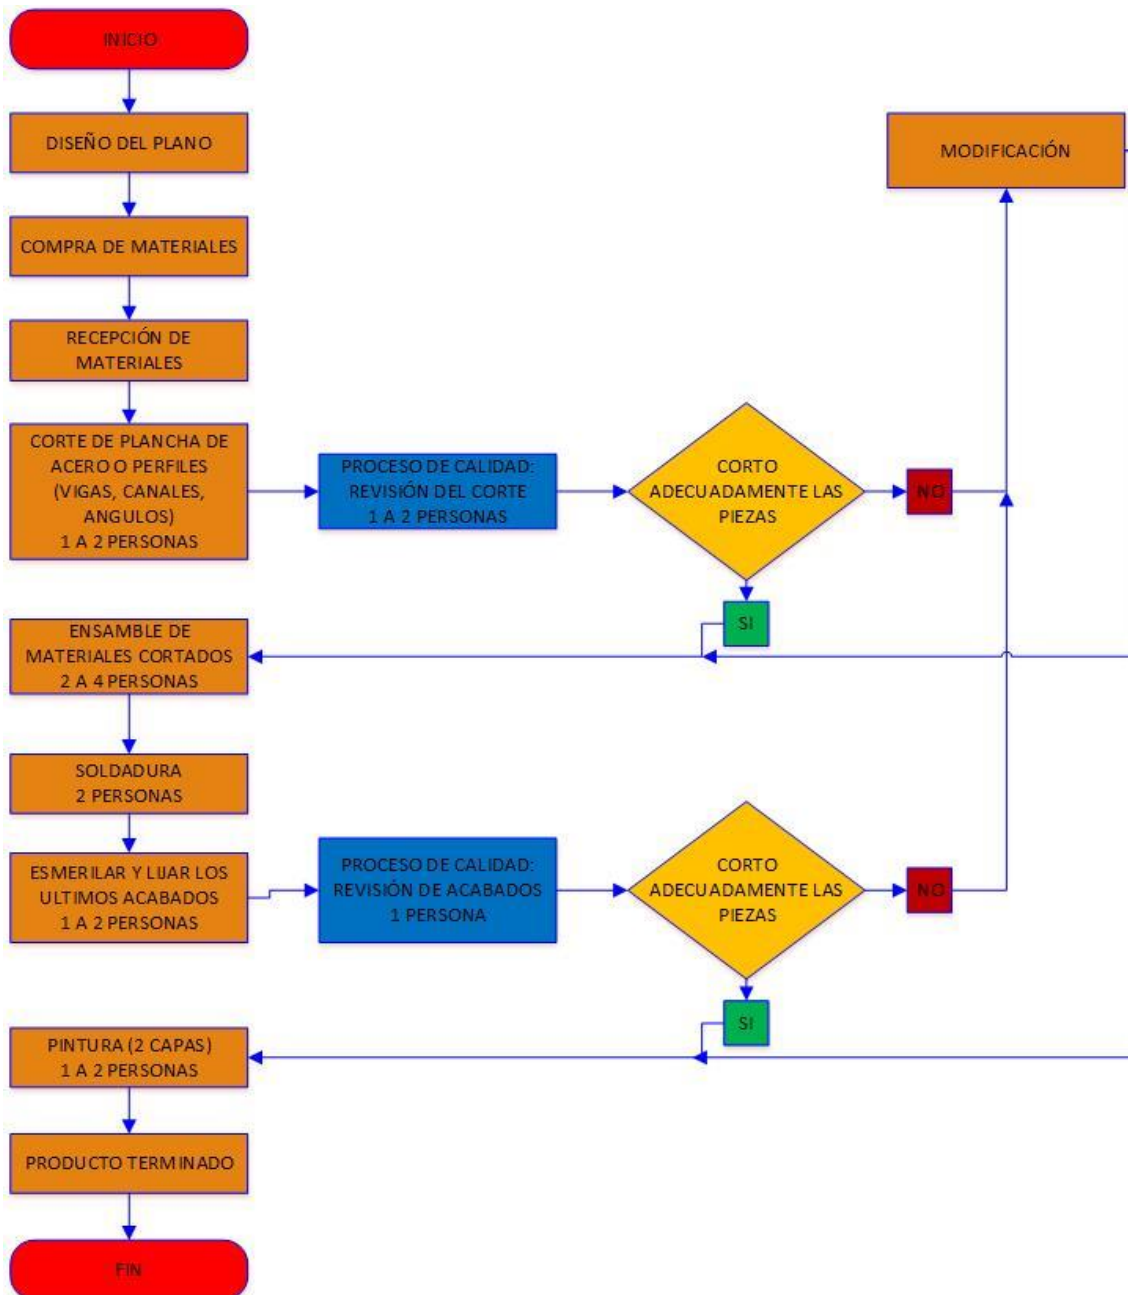 INICIO
DISEÑO DEL PLANO
MODIFICACIÓN
COMPRA DE MATERIALES
RECEPCIÓN DE
MATERIALES
CORTE DE PLANCHA DE
ACERO O PERFILES
(VIGAS, CANALES,
ANGULOS)
1 A 2 PERSONAS
PROCESO DE CALIDAD:
REVISIÓN DEL CORTE
1 A 2 PERSONAS
CORTO
ADECUADAMENTE LAS
PIEZAS
NO
SI
ENSAMBLE DE
MATERIALES CORTADOS
2 A 4 PERSONAS
SOLDADURA
2 PERSONAS
ESMERILAR Y LIJAR LOS
ULTIMOS ACABADOS
1 A 2 PERSONAS
PROCESO DE CALIDAD:
REVISIÓN DE ACABADOS
1 PERSONA
CORTO
ADECUADAMENTE LAS
PIEZAS
NO
SI
PINTURA (2 CAPAS)
1 A 2 PERSONAS
PRODUCTO TERMINADO
FIN